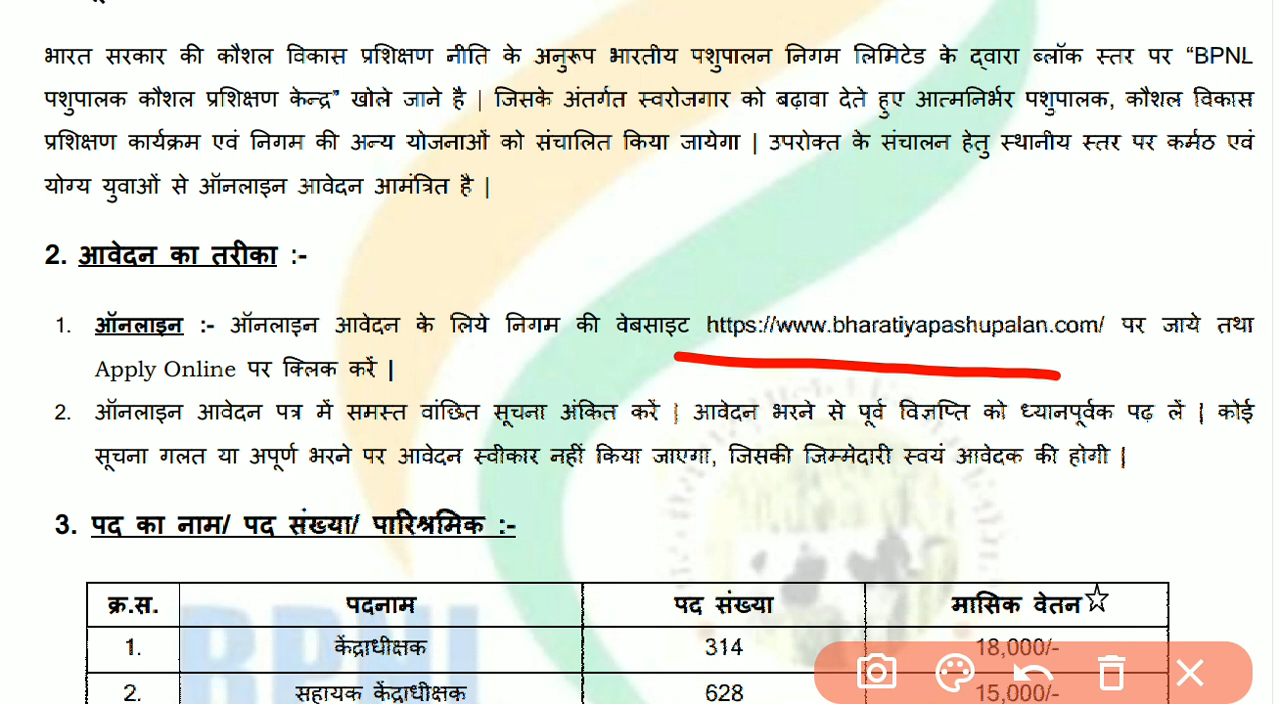 भारत सरकार की कौशल विकास प्रशिक्षण नीति के अनुरूप भारतीय पशुपालन निगम लिमिटेड के द्वारा ब्लॉक स्तर पर “BPNL
पशुपालक कौशल प्रशिक्षण केन्द्र” खोले जाने है | जिसके अंतर्गत स्वरोजगार को बढ़ावा देते हुए आत्मनिर्भर पशुपालक, कौशल विकास
प्रशिक्षण कार्यक्रम एवं निगम की अन्य योजनाओं को संचालित किया जायेगा | उपरोक्त के संचालन हेतु स्थानीय स्तर पर कर्मठ एवं
योग्य युवाओं से ऑनलाइन आवेदन आमंत्रित है |
2. आवेदन का तरीका :-
1. ऑनलाइन :- ऑनलाइन आवेदन के लिये निगम की वेबसाइट https://www.bharatiyapashupalan.com/ पर जाये तथा
Apply Online पर क्लिक करें |
2. ऑनलाइन आवेदन पत्र में समस्त वांछित सूचना अंकित करें | आवेदन भरने से पूर्व विज्ञप्ति को ध्यानपूर्वक पढ़ लें | कोई
सूचना गलत या अपूर्ण भरने पर आवेदन स्वीकार नहीं किया जाएगा, जिसकी जिम्मेदारी स्वयं आवेदक की होगी |
3. पद का नाम/ पद संख्या/ पारिश्रमिक :-
क्र.स. पदनाम पद संख्या मासिक वेतन☆
1. केंद्राधीक्षक 314 18,000/-
2. सहायक केंद्राधीक्षक 628 15,000/-
BPNL